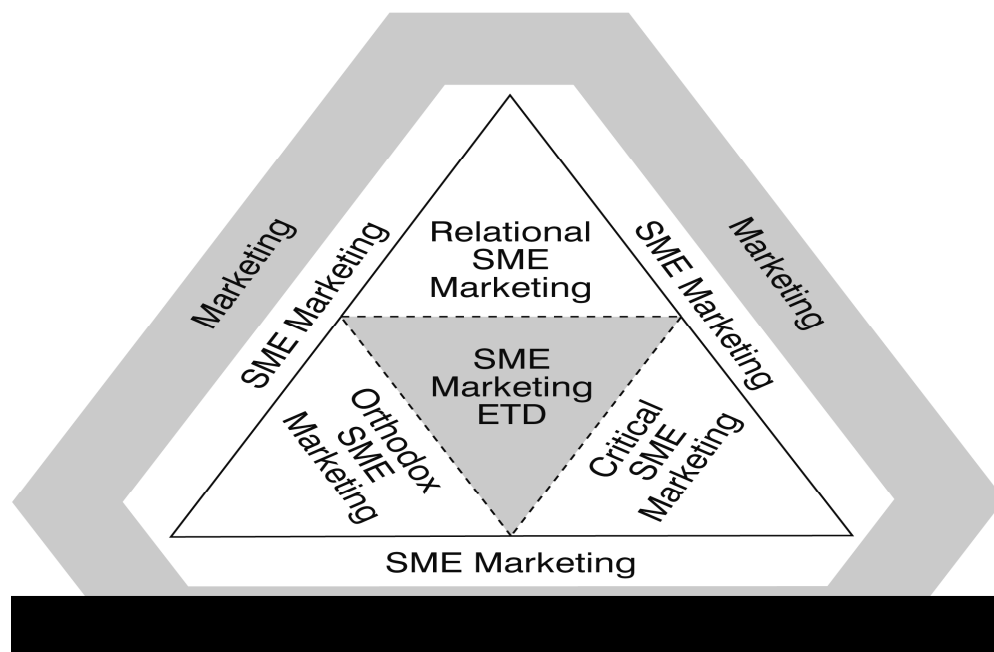 Marketing
SME Marketing
Relational
SME
Marketing
SME Marketing
Marketing
SME
Marketing
ETD
Orthodox
SME
Marketing
Critical
SME
Marketing
SME Marketing